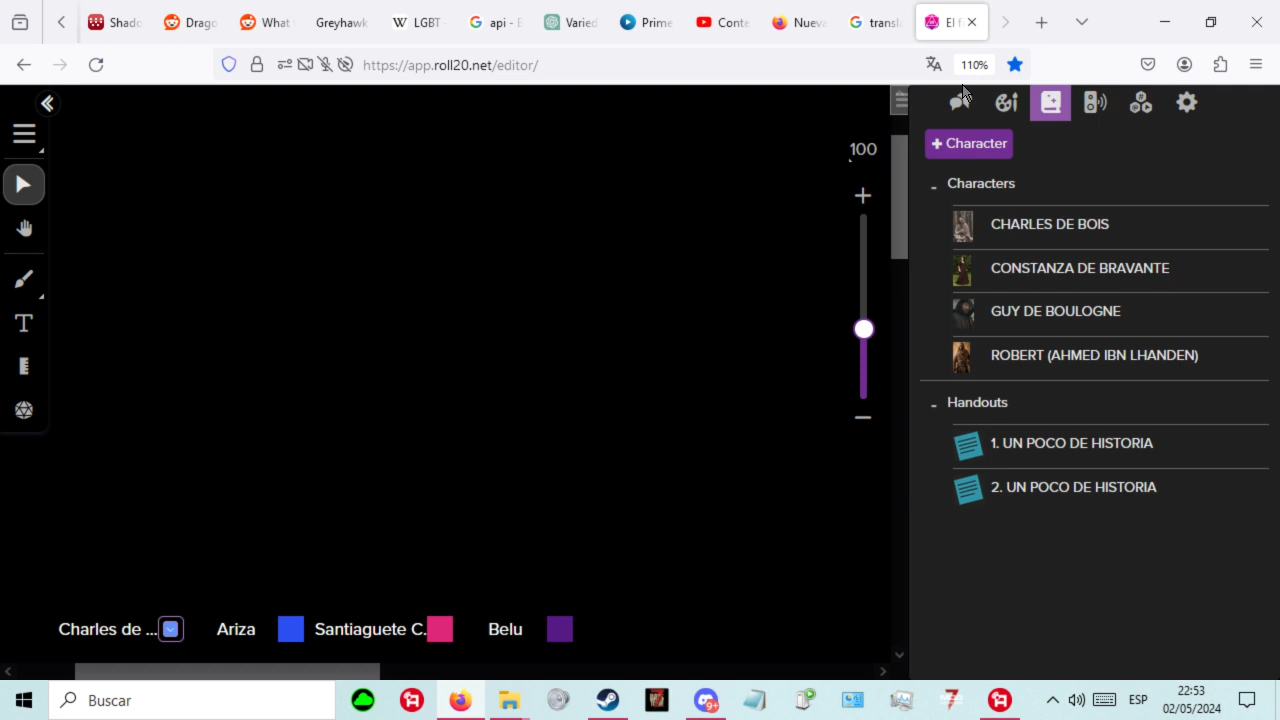 Shado
Drago
What
Greyhawk
LGBT
api - E
Varied
Prime
Conte
Nueva
transl
El f
https://app.roll20.net/editor/
110%
100
+ Character
Characters
CHARLES DE BOIS
CONSTANZA DE BRAVANTE
GUY DE BOULOGNE
ROBERT (AHMED IBN LHANDEN)
Handouts
1. UN POCO DE HISTORIA
2. UN POCO DE HISTORIA
Charles de ...
Ariza
Santiaguete C.
Belu
Buscar
9+
ESP
22:53
02/05/2024